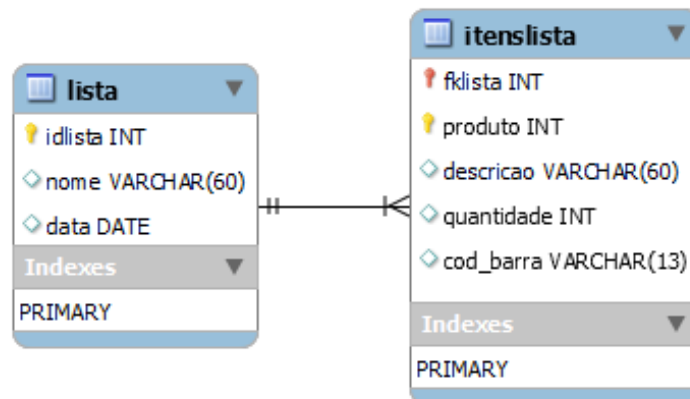 lista
idlista INT
nome VARCHAR(60)
data DATE
Indexes
PRIMARY
itenslista
fklista INT
produto INT
descricao VARCHAR(60)
quantidade INT
cod_barra VARCHAR(13)
Indexes
PRIMARY